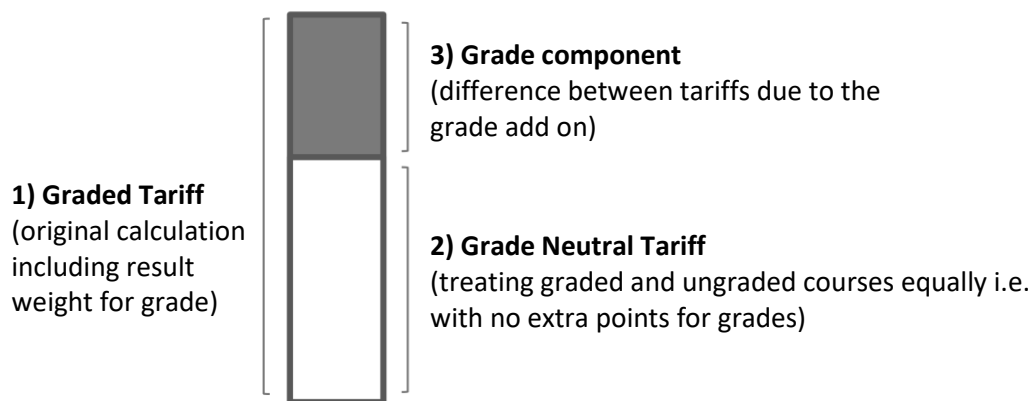 3) Grade component
(difference between tariffs due to the
grade add on)
1) Graded Tariff
(original calculation
including result
weight for grade)
2) Grade Neutral Tariff
(treating graded and ungraded courses equally i.e.
with no extra points for grades)